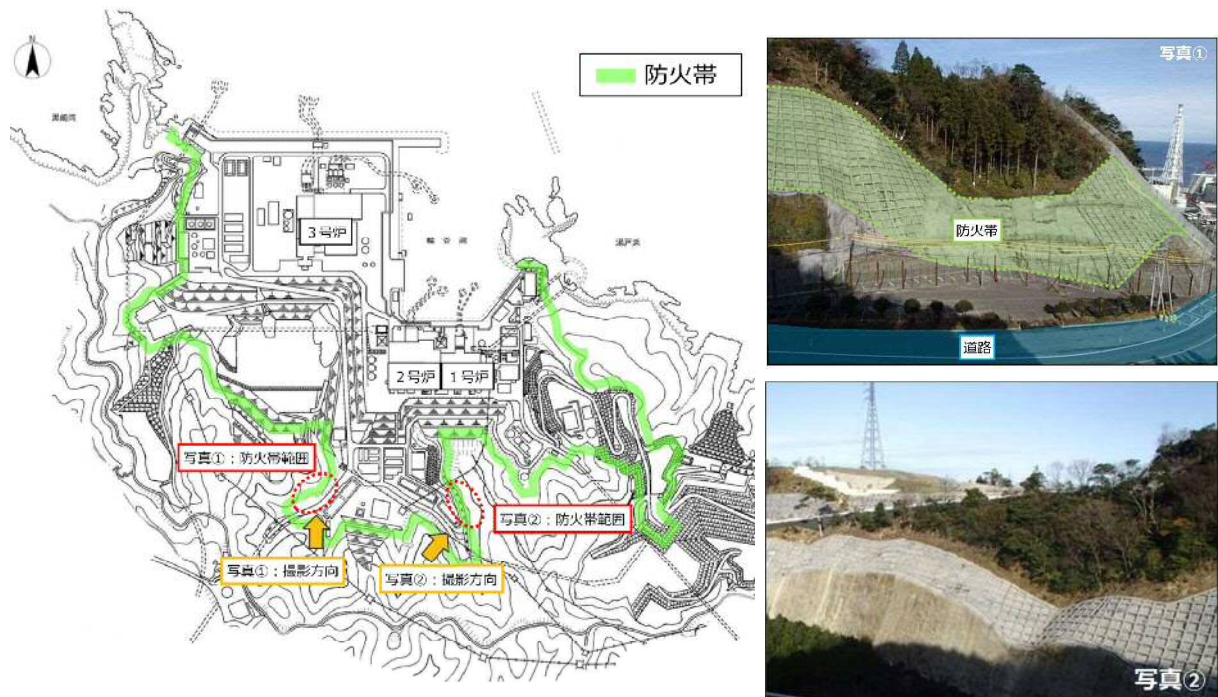 N
防火帯
3号炉
2号炉
1号炉
写真①:防火帯範囲
写真②:防火帯範囲
写真①:撮影方向
写真②:撮影方向
写真①
防火帯
道路
写真②